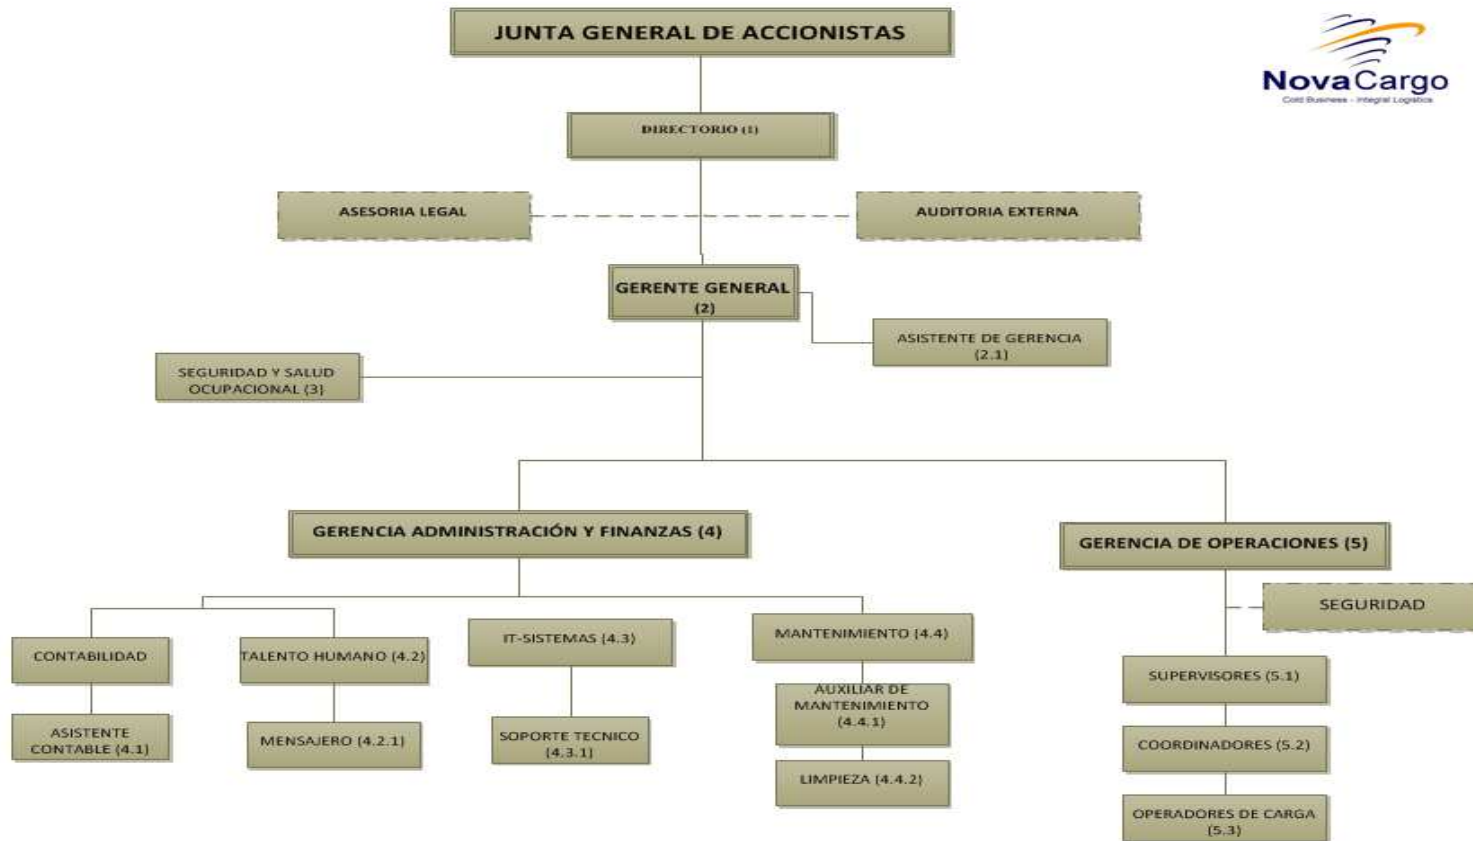 JUNTA GENERAL DE ACCIONISTAS
NovaCargo
Cold Business - Integral Logistics
DIRECTORIO (1)
ASESORIA LEGAL
AUDITORIA EXTERNA
GERENTE GENERAL
(2)
ASISTENTE DE GERENCIA
(2.1)
SEGURIDAD Y SALUD
OCUPACIONAL (3)
GERENCIA ADMINISTRACIÓN Y FINANZAS (4)
GERENCIA DE OPERACIONES (5)
SEGURIDAD
CONTABILIDAD
TALENTO HUMANO (4.2)
IT-SISTEMAS (4.3)
MANTENIMIENTO (4.4)
SUPERVISORES (5.1)
ASISTENTE
CONTABLE (4.1)
MENSAJERO (4.2.1)
SOPORTE TECNICO
(4.3.1)
AUXILIAR DE
MANTENIMIENTO
(4.4.1)
COORDINADORES (5.2)
LIMPIEZA (4.4.2)
OPERADORES DE CARGA
(5.3)